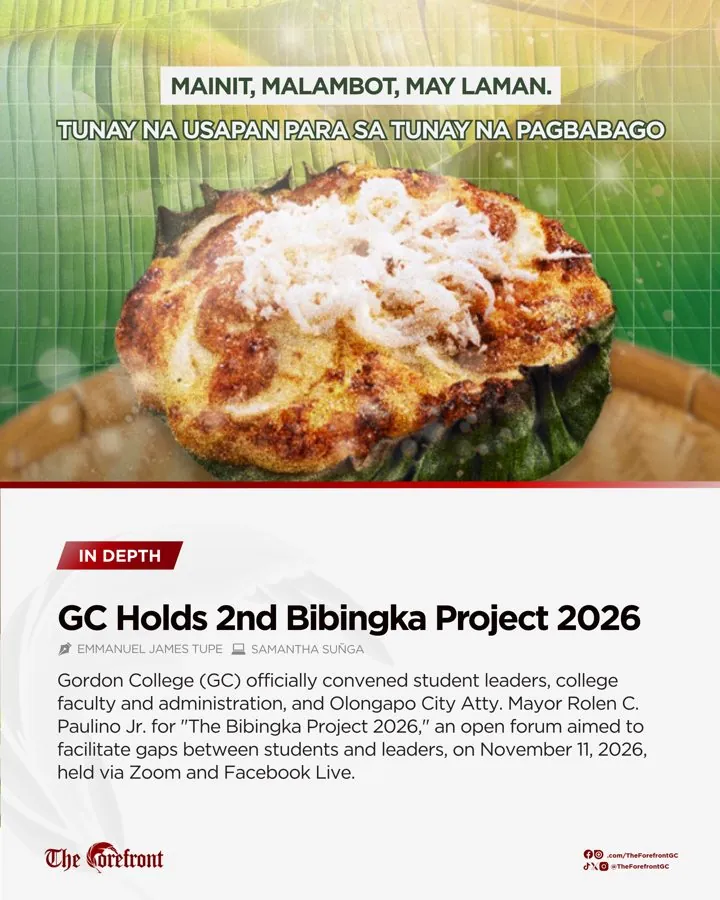 MAINIT, MALAMBOT, MAY LAMAN.
TUNAY NA USAPAN PARA SA TUNAY NA PAGBABAGO
IN DEPTH
GC Holds 2nd Bibingka Project 2026
EMMANUEL JAMES TUPE SAMANTHA SUÑGA
Gordon College (GC) officially convened student leaders, college
faculty and administration, and Olongapo City Atty. Mayor Rolen C.
Paulino Jr. for "The Bibingka Project 2026," an open forum aimed to
facilitate gaps between students and leaders, on November 11, 2026,
held via Zoom and Facebook Live.
The Forefront
.com/TheForefrontGC
@TheForefrontGC